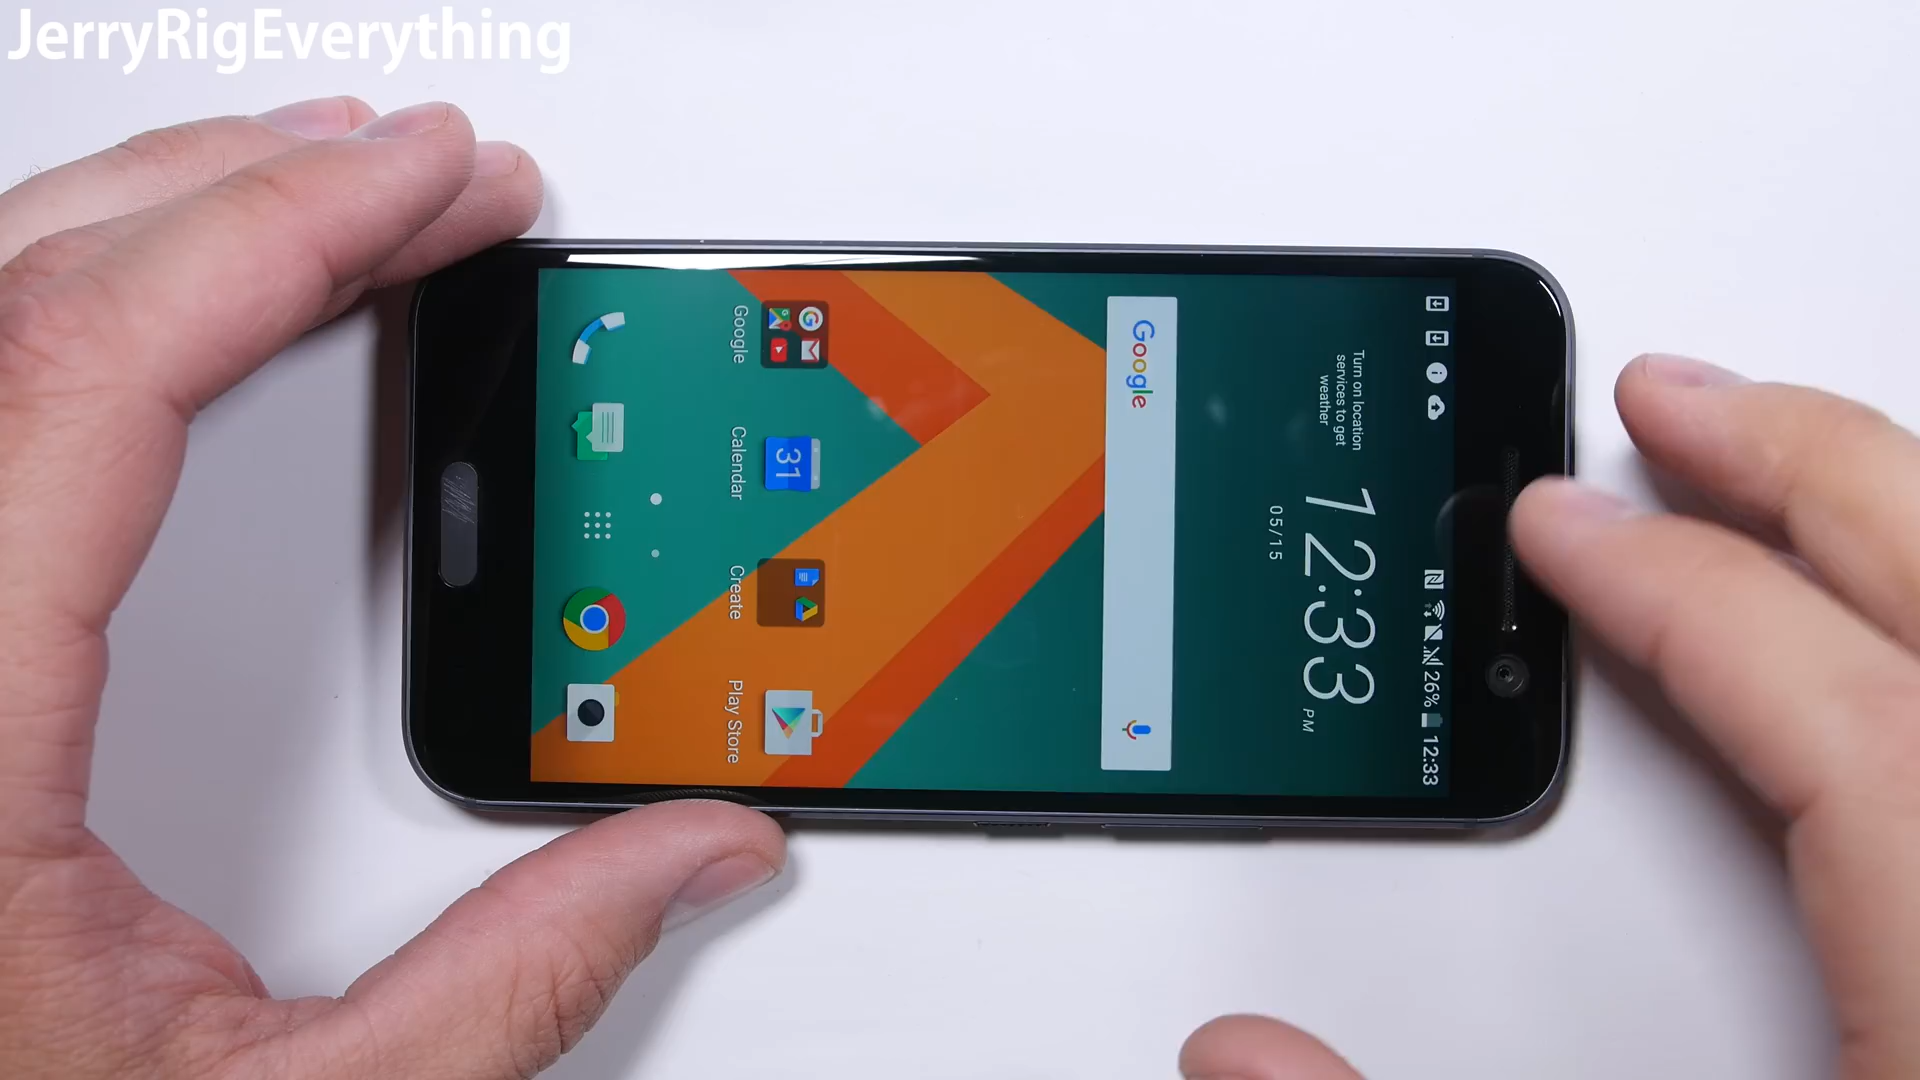 JerryRigEverything
26% 12:33
Turn on location
services to get
weather
12:33 PM
05/15
Google
31
Google
Calendar
Create
Play Store